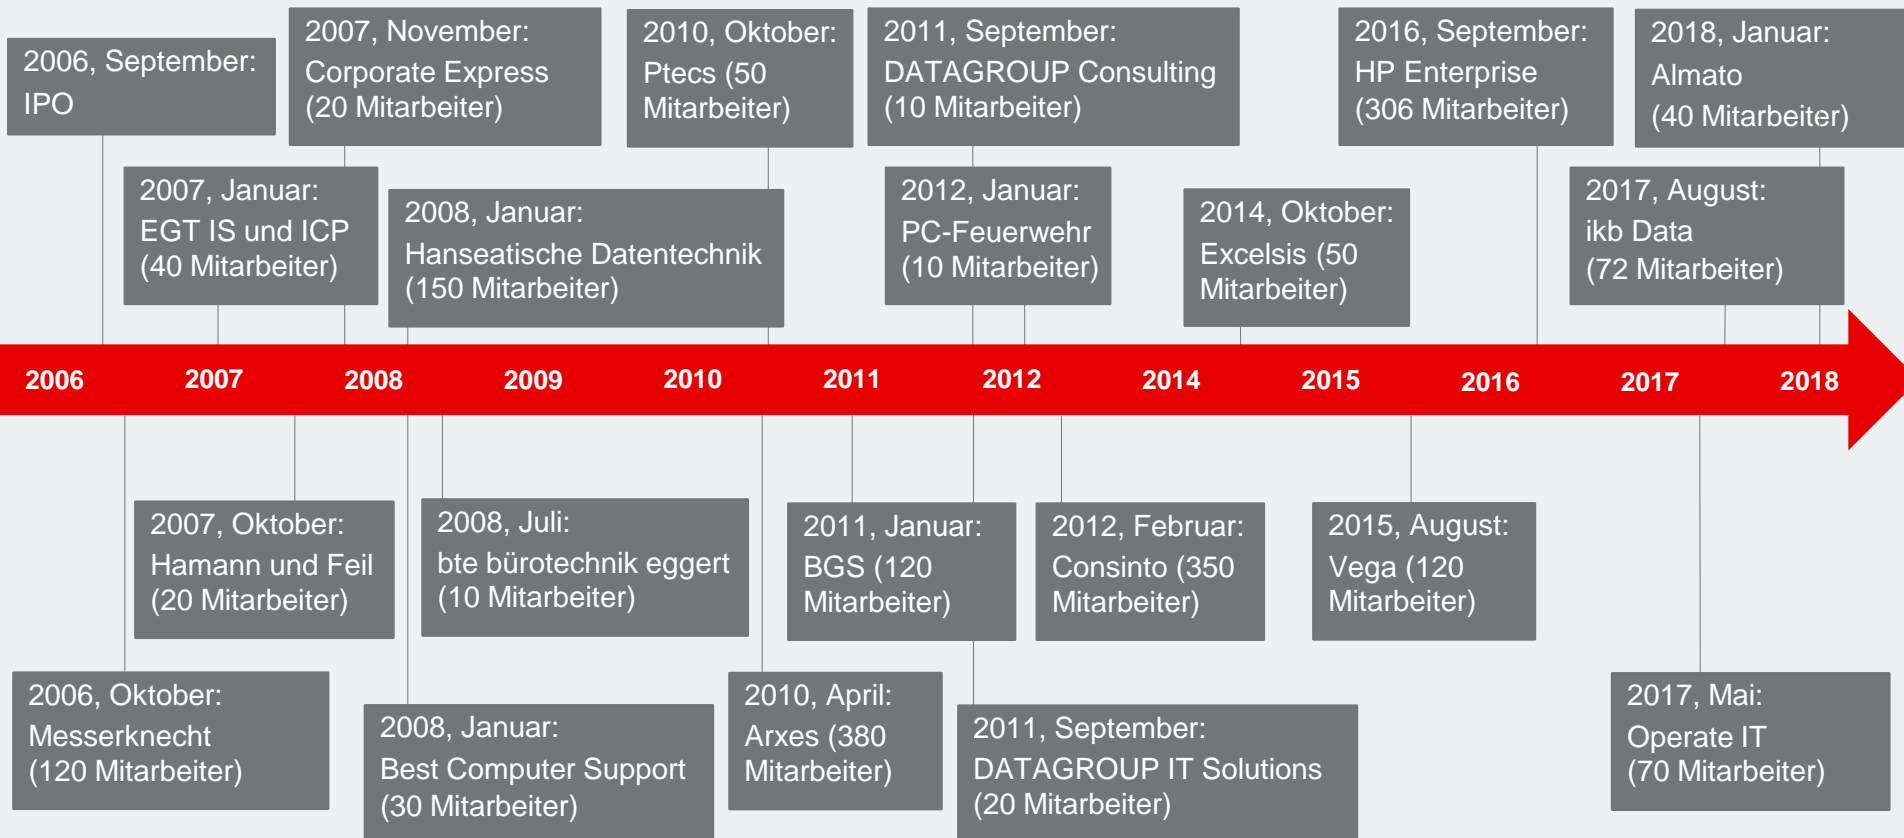 2006, September:
IPO
2007, November:
Corporate Express
(20 Mitarbeiter)
2010, Oktober:
Ptecs (50
Mitarbeiter)
2011, September:
DATAGROUP Consulting
(10 Mitarbeiter)
2016, September:
HP Enterprise
(306 Mitarbeiter)
2018, Januar:
Almato
(40 Mitarbeiter)
2007, Januar:
EGT IS und ICP
(40 Mitarbeiter)
2008, Januar:
Hanseatische Datentechnik
(150 Mitarbeiter)
2012, Januar:
PC-Feuerwehr
(10 Mitarbeiter)
2014, Oktober:
Excelsis (50
Mitarbeiter)
2017, August:
ikb Data
(72 Mitarbeiter)
2006 2007 2008 2009 2010 2011 2012 2014 2015 2016 2017 2018
2007, Oktober:
Hamann und Feil
(20 Mitarbeiter)
2008, Juli:
bte bürotechnik eggert
(10 Mitarbeiter)
2011, Januar:
BGS (120
Mitarbeiter)
2012, Februar:
Consinto (350
Mitarbeiter)
2015, August:
Vega (120
Mitarbeiter)
2006, Oktober:
Messerknecht
(120 Mitarbeiter)
2008, Januar:
Best Computer Support
(30 Mitarbeiter)
2010, April:
Arxes (380
Mitarbeiter)
2011, September:
DATAGROUP IT Solutions
(20 Mitarbeiter)
2017, Mai:
Operate IT
(70 Mitarbeiter)